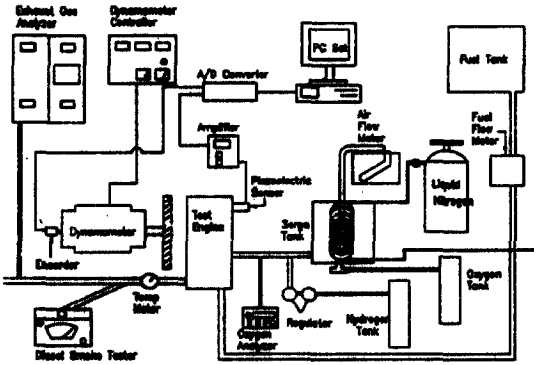 Exhaust Gas
Analyzer
Dynamometer
Controller
A/D Converter
PC Set
Fuel Tank
Amplifier
Air
Flow
Meter
Fuel
Flow
Meter
Piezoelectric
Sensor
Liquid
Nitrogen
Test
Engine
Surge
Tank
Dynamometer
Encorder
Temp
Meter
Oxygen
Tank
Regulator
Hydrogen
Tank
Oxygen
Analyzer
Diesel Smoke Tester